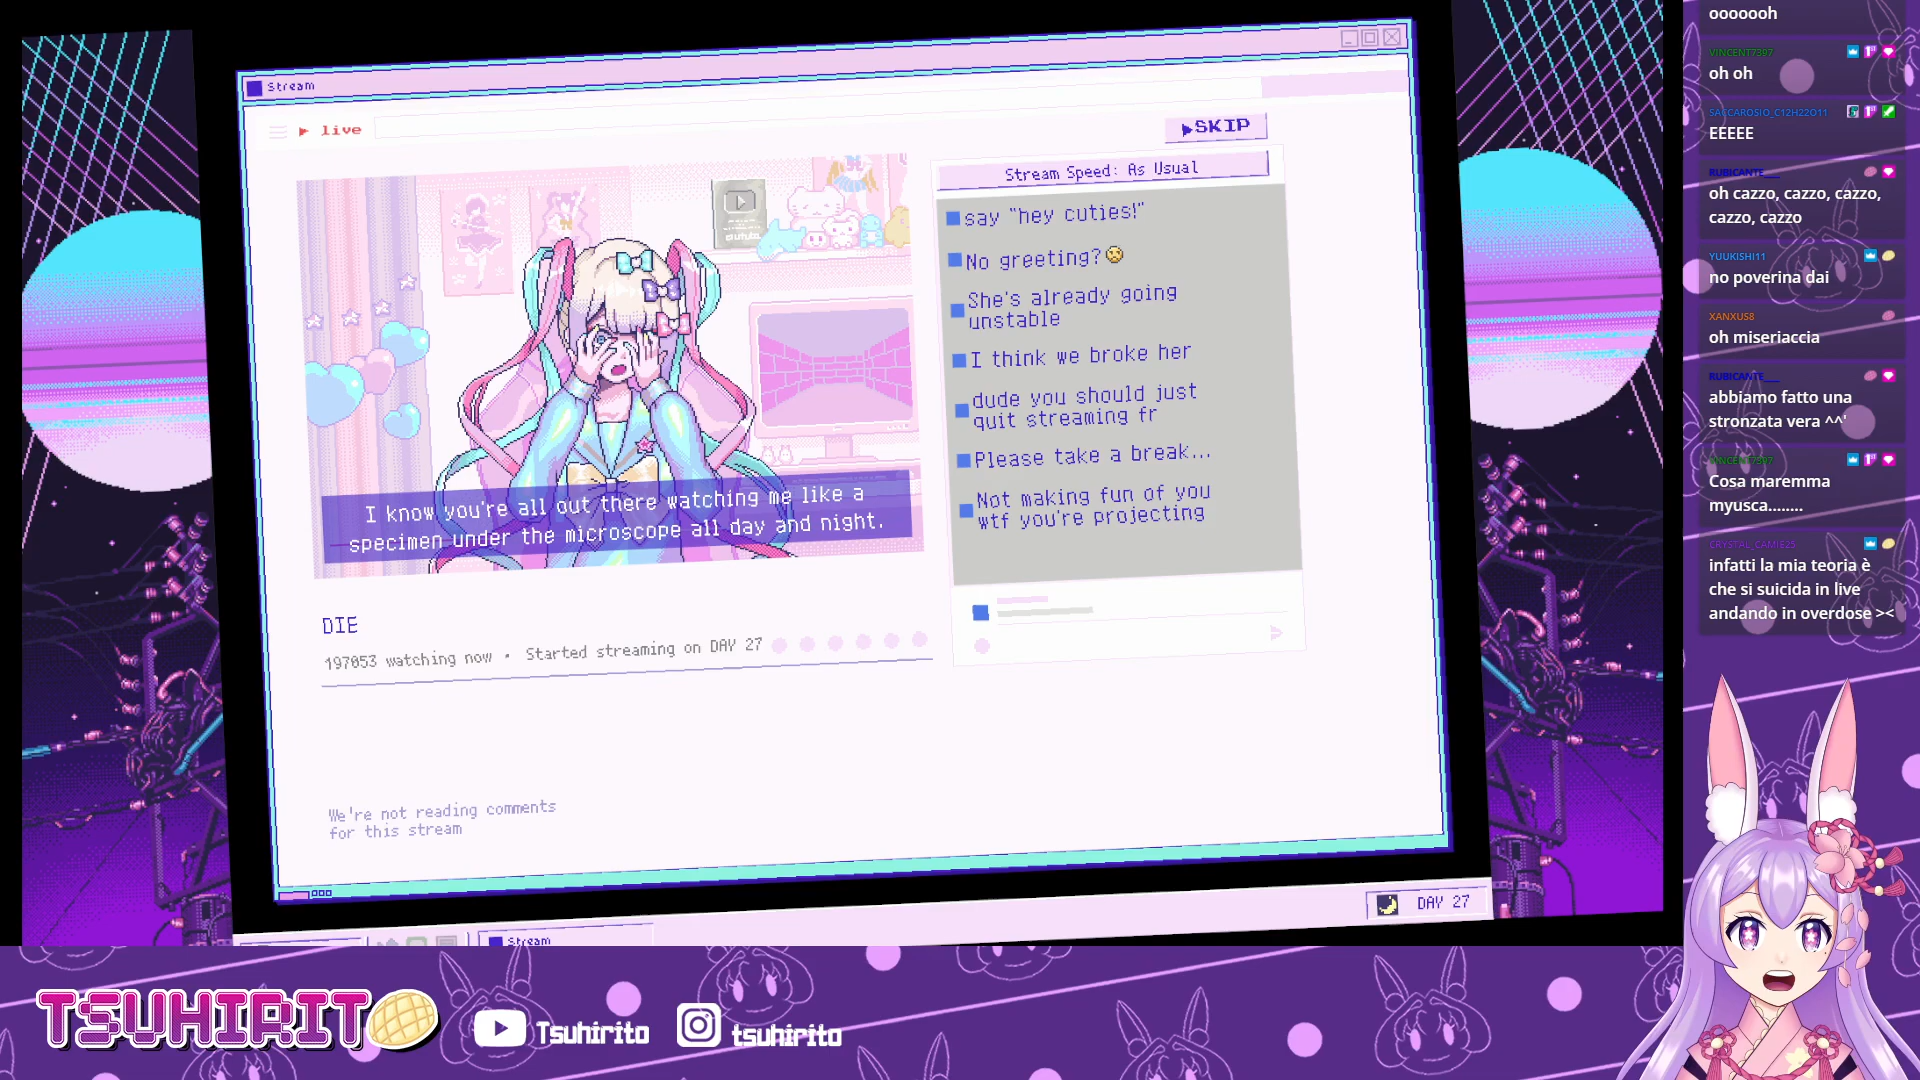 Stream
live
SKIP
Stream Speed: As Usual
say "hey cuties!"
No greeting?
She's already going
unstable
I think we broke her
dude you should just
quit streaming fr
Please take a break...
Not making fun of you
wtf you're projecting
I know you're all out there watching me like a
specimen under the microscope all day and night.
DIE
197053 watching now • Started streaming on DAY 27
We're not reading comments
for this stream
DAY 27
Stream
ooooooh
VINCENT7397
oh oh
SACCAROSIO_C12H22O11
EEEEE
RUBICANTE___
oh cazzo, cazzo, cazzo,
cazzo, cazzo
YUUKISHI11
no poverina dai
XANXUS8
oh miseriaccia
RUBICANTE___
abbiamo fatto una
stronzata vera ^^'
VINCENT7397
Cosa maremma
myusca........
CRYSTAL_CAMIE25
infatti la mia teoria è
che si suicida in live
andando in overdose ><
TSUHIRITO
Tsuhirito
tsuhirito